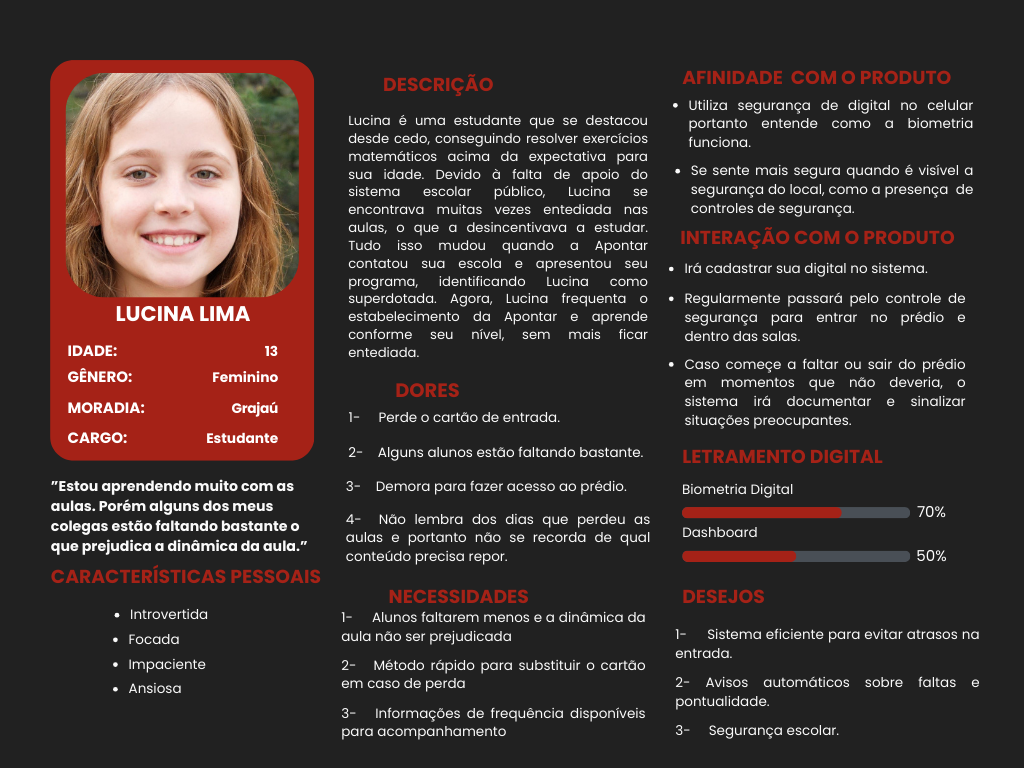 LUCINA LIMA
IDADE: 13
GÊNERO: Feminino
MORADIA: Grajaú
CARGO: Estudante
”Estou aprendendo muito com as
aulas. Porém alguns dos meus
colegas estão faltando bastante o
que prejudica a dinâmica da aula.”
CARACTERÍSTICAS PESSOAIS
• Introvertida
• Focada
• Impaciente
• Ansiosa
DESCRIÇÃO
Lucina é uma estudante que se destacou
desde cedo, conseguindo resolver exercícios
matemáticos acima da expectativa para
sua idade. Devido à falta de apoio do
sistema escolar público, Lucina se
encontrava muitas vezes entediada nas
aulas, o que a desincentivava a estudar.
Tudo isso mudou quando a Apontar
contatou sua escola e apresentou seu
programa, identificando Lucina como
superdotada. Agora, Lucina frequenta o
estabelecimento da Apontar e aprende
conforme seu nível, sem mais ficar
entediada.
DORES
1- Perde o cartão de entrada.
2- Alguns alunos estão faltando bastante.
3- Demora para fazer acesso ao prédio.
4- Não lembra dos dias que perdeu as
aulas e portanto não se recorda de qual
conteúdo precisa repor.
NECESSIDADES
1- Alunos faltarem menos e a dinâmica da
aula não ser prejudicada
2- Método rápido para substituir o cartão
em caso de perda
3- Informações de frequência disponíveis
para acompanhamento
AFINIDADE COM O PRODUTO
• Utiliza segurança de digital no celular
portanto entende como a biometria
funciona.
• Se sente mais segura quando é visível a
segurança do local, como a presença de
controles de segurança.
INTERAÇÃO COM O PRODUTO
• Irá cadastrar sua digital no sistema.
• Regularmente passará pelo controle de
segurança para entrar no prédio e
dentro das salas.
• Caso começe a faltar ou sair do prédio
em momentos que não deveria, o
sistema irá documentar e sinalizar
situações preocupantes.
LETRAMENTO DIGITAL
Biometria Digital
70%
Dashboard
50%
DESEJOS
1- Sistema eficiente para evitar atrasos na
entrada.
2- Avisos automáticos sobre faltas e
pontualidade.
3- Segurança escolar.